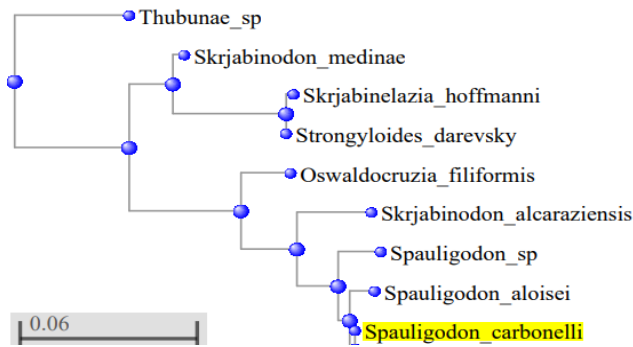 Thubunae_sp
Skrjabinodon_medinae
Skrjabinelazia_hoffmanni
Strongyloides_darevsky
Oswaldocruzia_filiformis
Skrjabinodon_alcaraziensis
Spauligodon_sp
Spauligodon_aloisei
0.06
Spauligodon_carbonelli